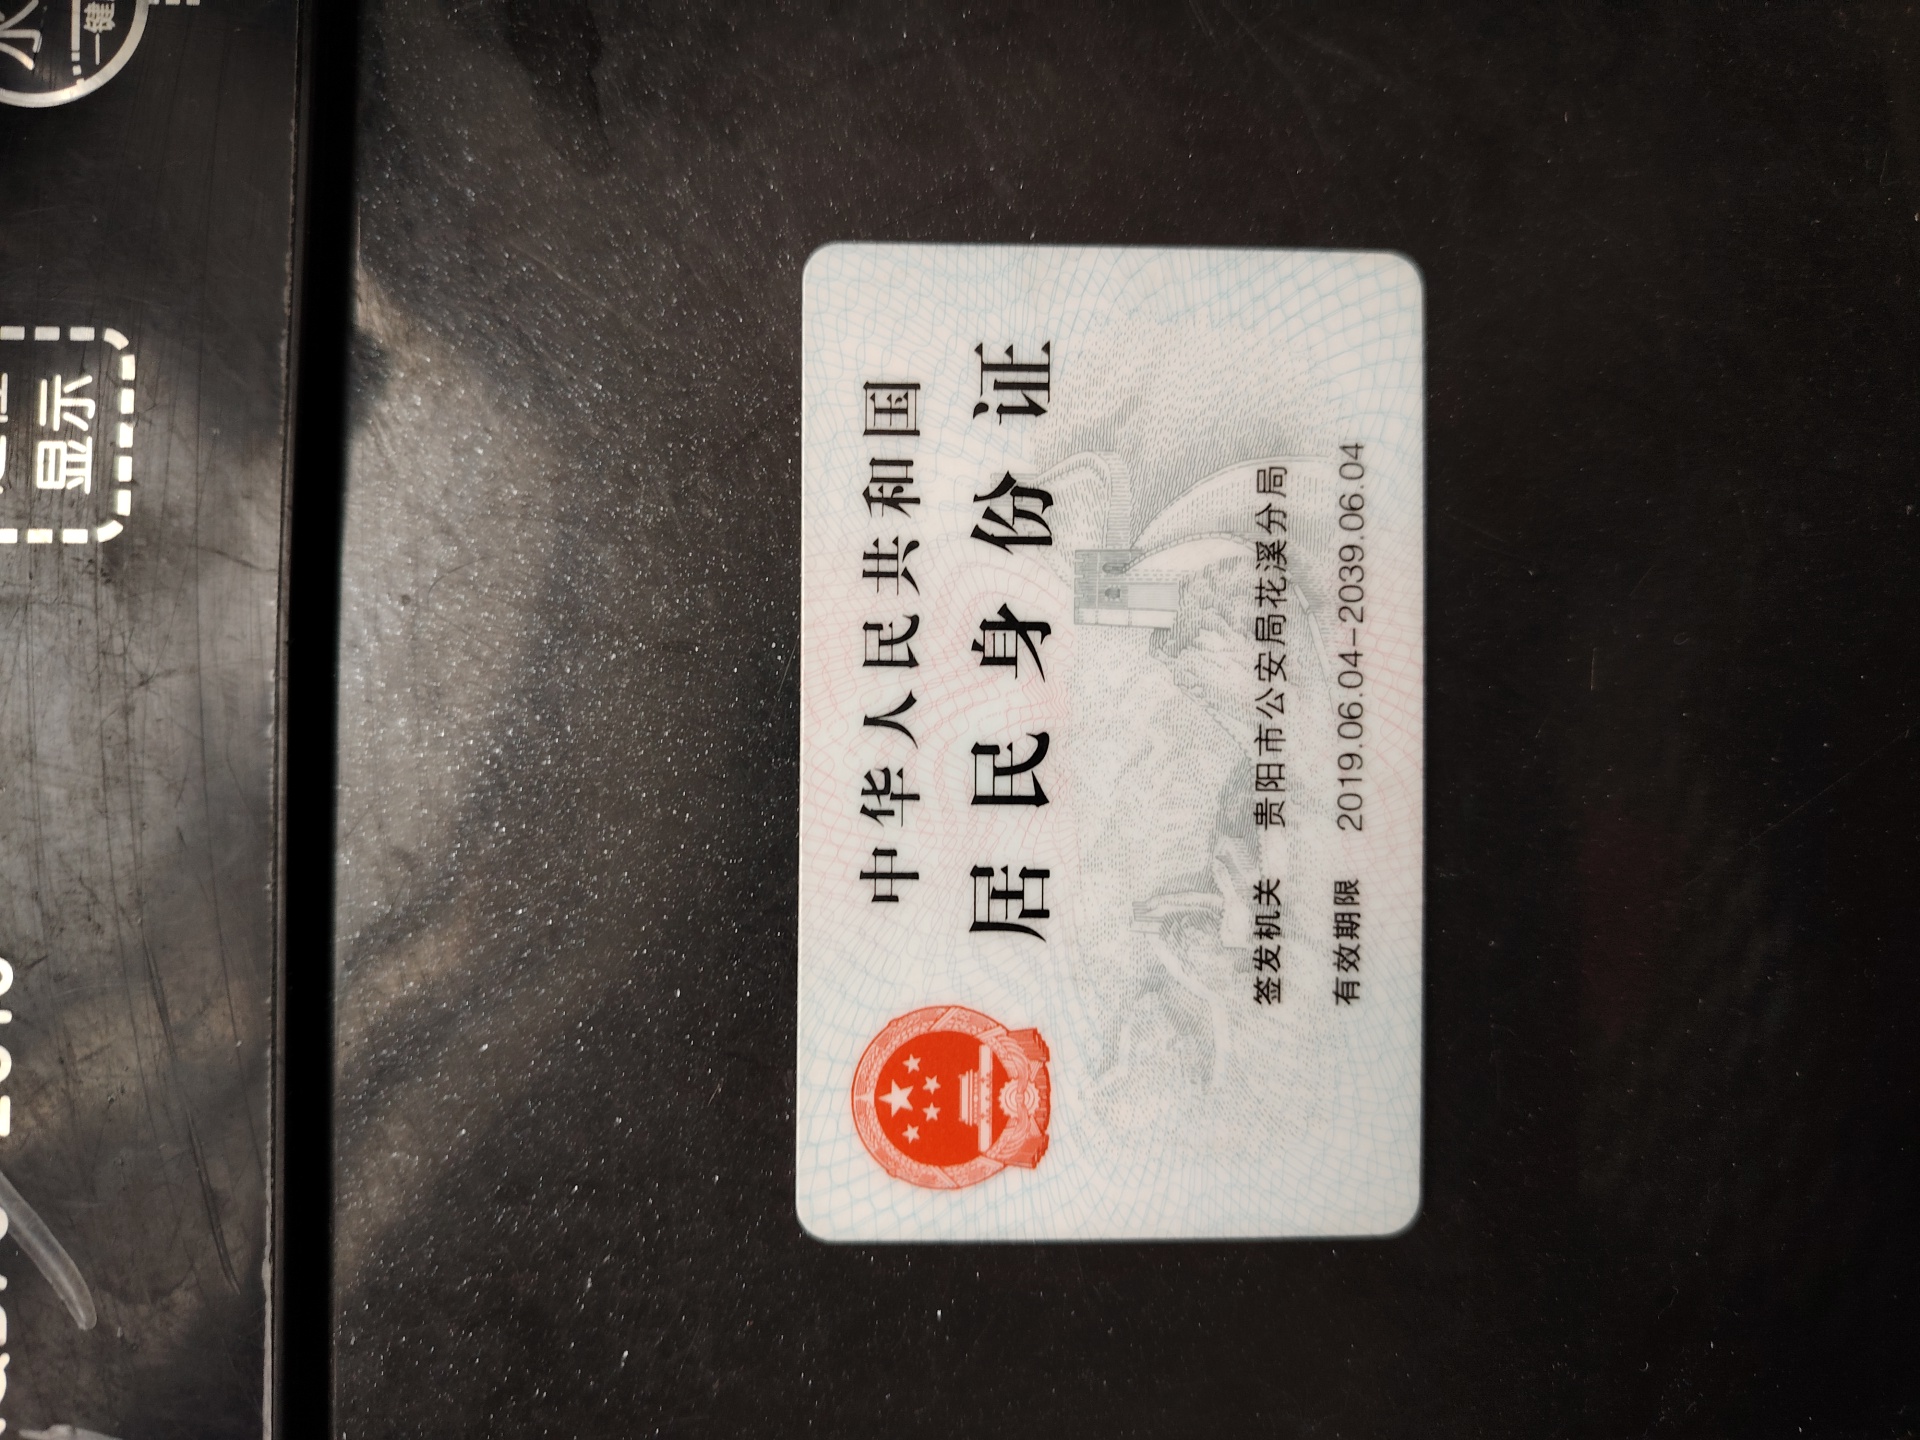 中华人民共和国
居民身份证
签发机关 贵阳市公安局花溪分局
有效期限 2019.06.04-2039.06.04
显示